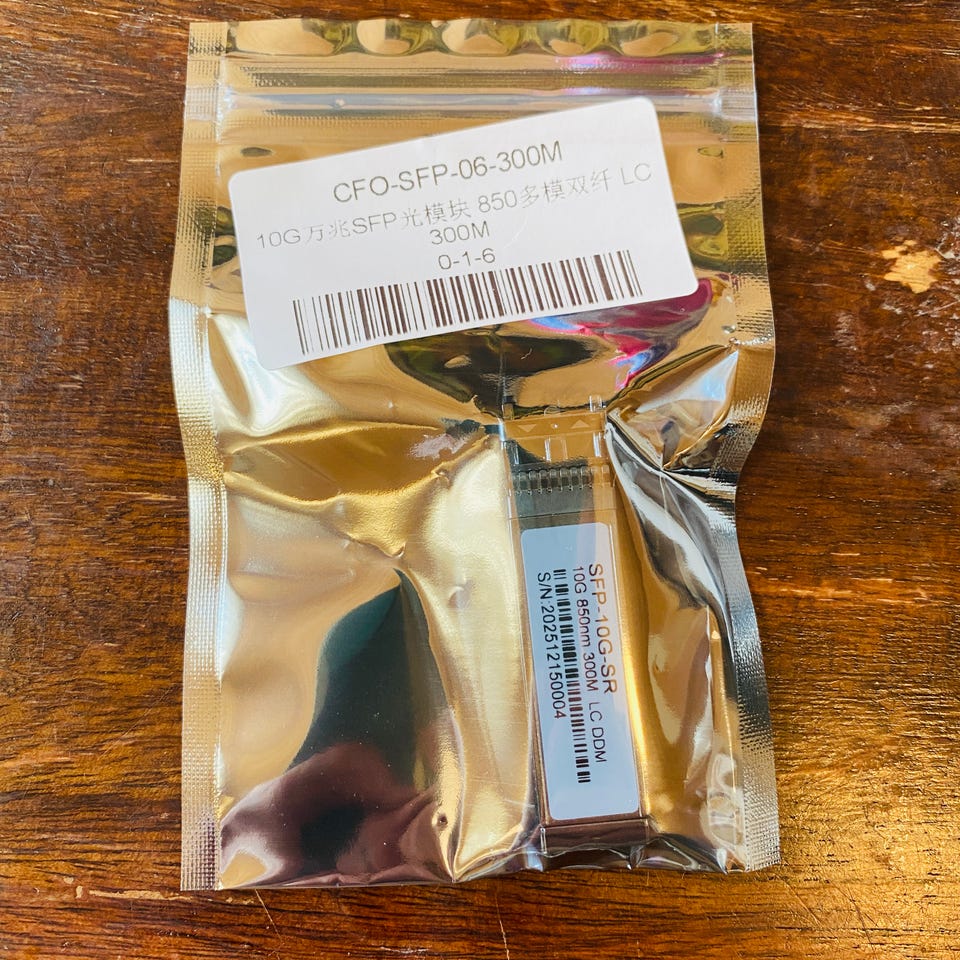 CFO-SFP-06-300M
10G万兆SFP光模块 850多模双纤 LC
300M
0-1-6
SFP-10G-SR
10G 850nm 300M LC DDM
S/N:202512150004